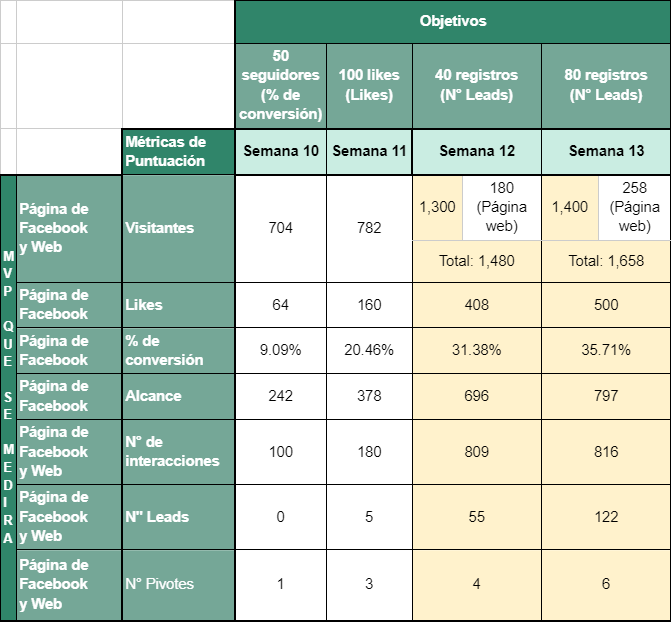 Objetivos
50
seguidores
(% de
conversión)
100 likes
(Likes)
40 registros
(N° Leads)
80 registros
(N° Leads)
Métricas de
Puntuación
Semana 10
Semana 11
Semana 12
Semana 13
MVP QUE SE MEDIRA
Página de
Facebook
y Web
Visitantes
704
782
1,300
180
(Página
web)
Total: 1,480
1,400
258
(Página
web)
Total: 1,658
Página de
Facebook
Likes
64
160
408
500
Página de
Facebook
% de
conversión
9.09%
20.46%
31.38%
35.71%
Página de
Facebook
Alcance
242
378
696
797
Página de
Facebook
y Web
N° de
interacciones
100
180
809
816
Página de
Facebook
y Web
N" Leads
0
5
55
122
Página de
Facebook
y Web
N° Pivotes
1
3
4
6